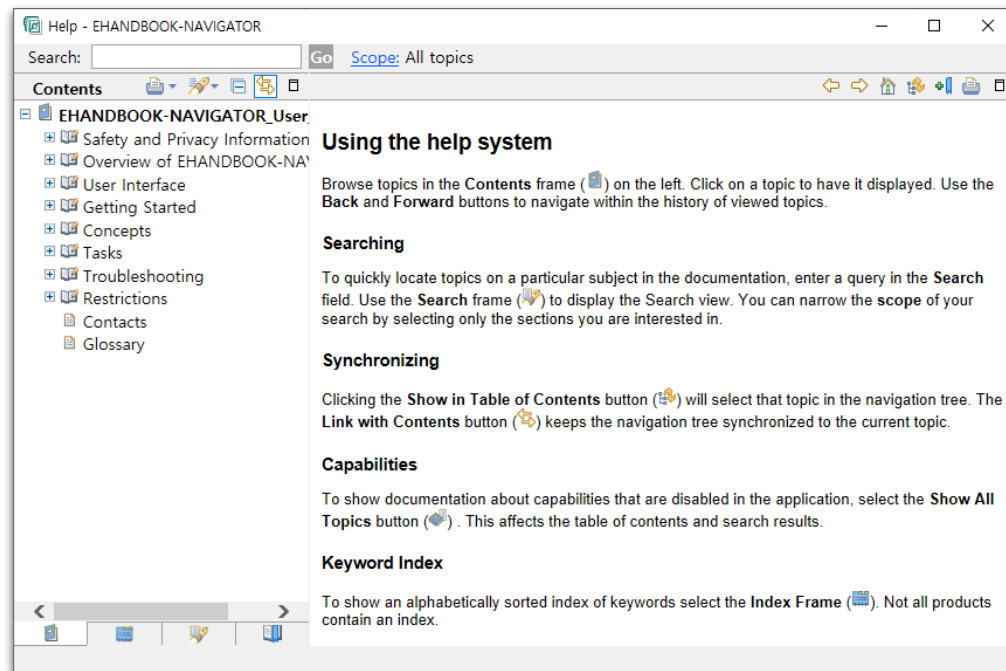 Help - EHANDBOOK-NAVIGATOR
Search:
Go
Scope: All topics
Contents
EHANDBOOK-NAVIGATOR_User_
Safety and Privacy Information
Overview of EHANDBOOK-NAV
User Interface
Getting Started
Concepts
Tasks
Troubleshooting
Restrictions
Contacts
Glossary
Using the help system
Browse topics in the Contents frame ( ) on the left. Click on a topic to have it displayed. Use the
Back and Forward buttons to navigate within the history of viewed topics.
Searching
To quickly locate topics on a particular subject in the documentation, enter a query in the Search
field. Use the Search frame ( ) to display the Search view. You can narrow the scope of your
search by selecting only the sections you are interested in.
Synchronizing
Clicking the Show in Table of Contents button ( ) will select that topic in the navigation tree. The
Link with Contents button ( ) keeps the navigation tree synchronized to the current topic.
Capabilities
To show documentation about capabilities that are disabled in the application, select the Show All
Topics button ( ) . This affects the table of contents and search results.
Keyword Index
To show an alphabetically sorted index of keywords select the Index Frame ( ). Not all products
contain an index.